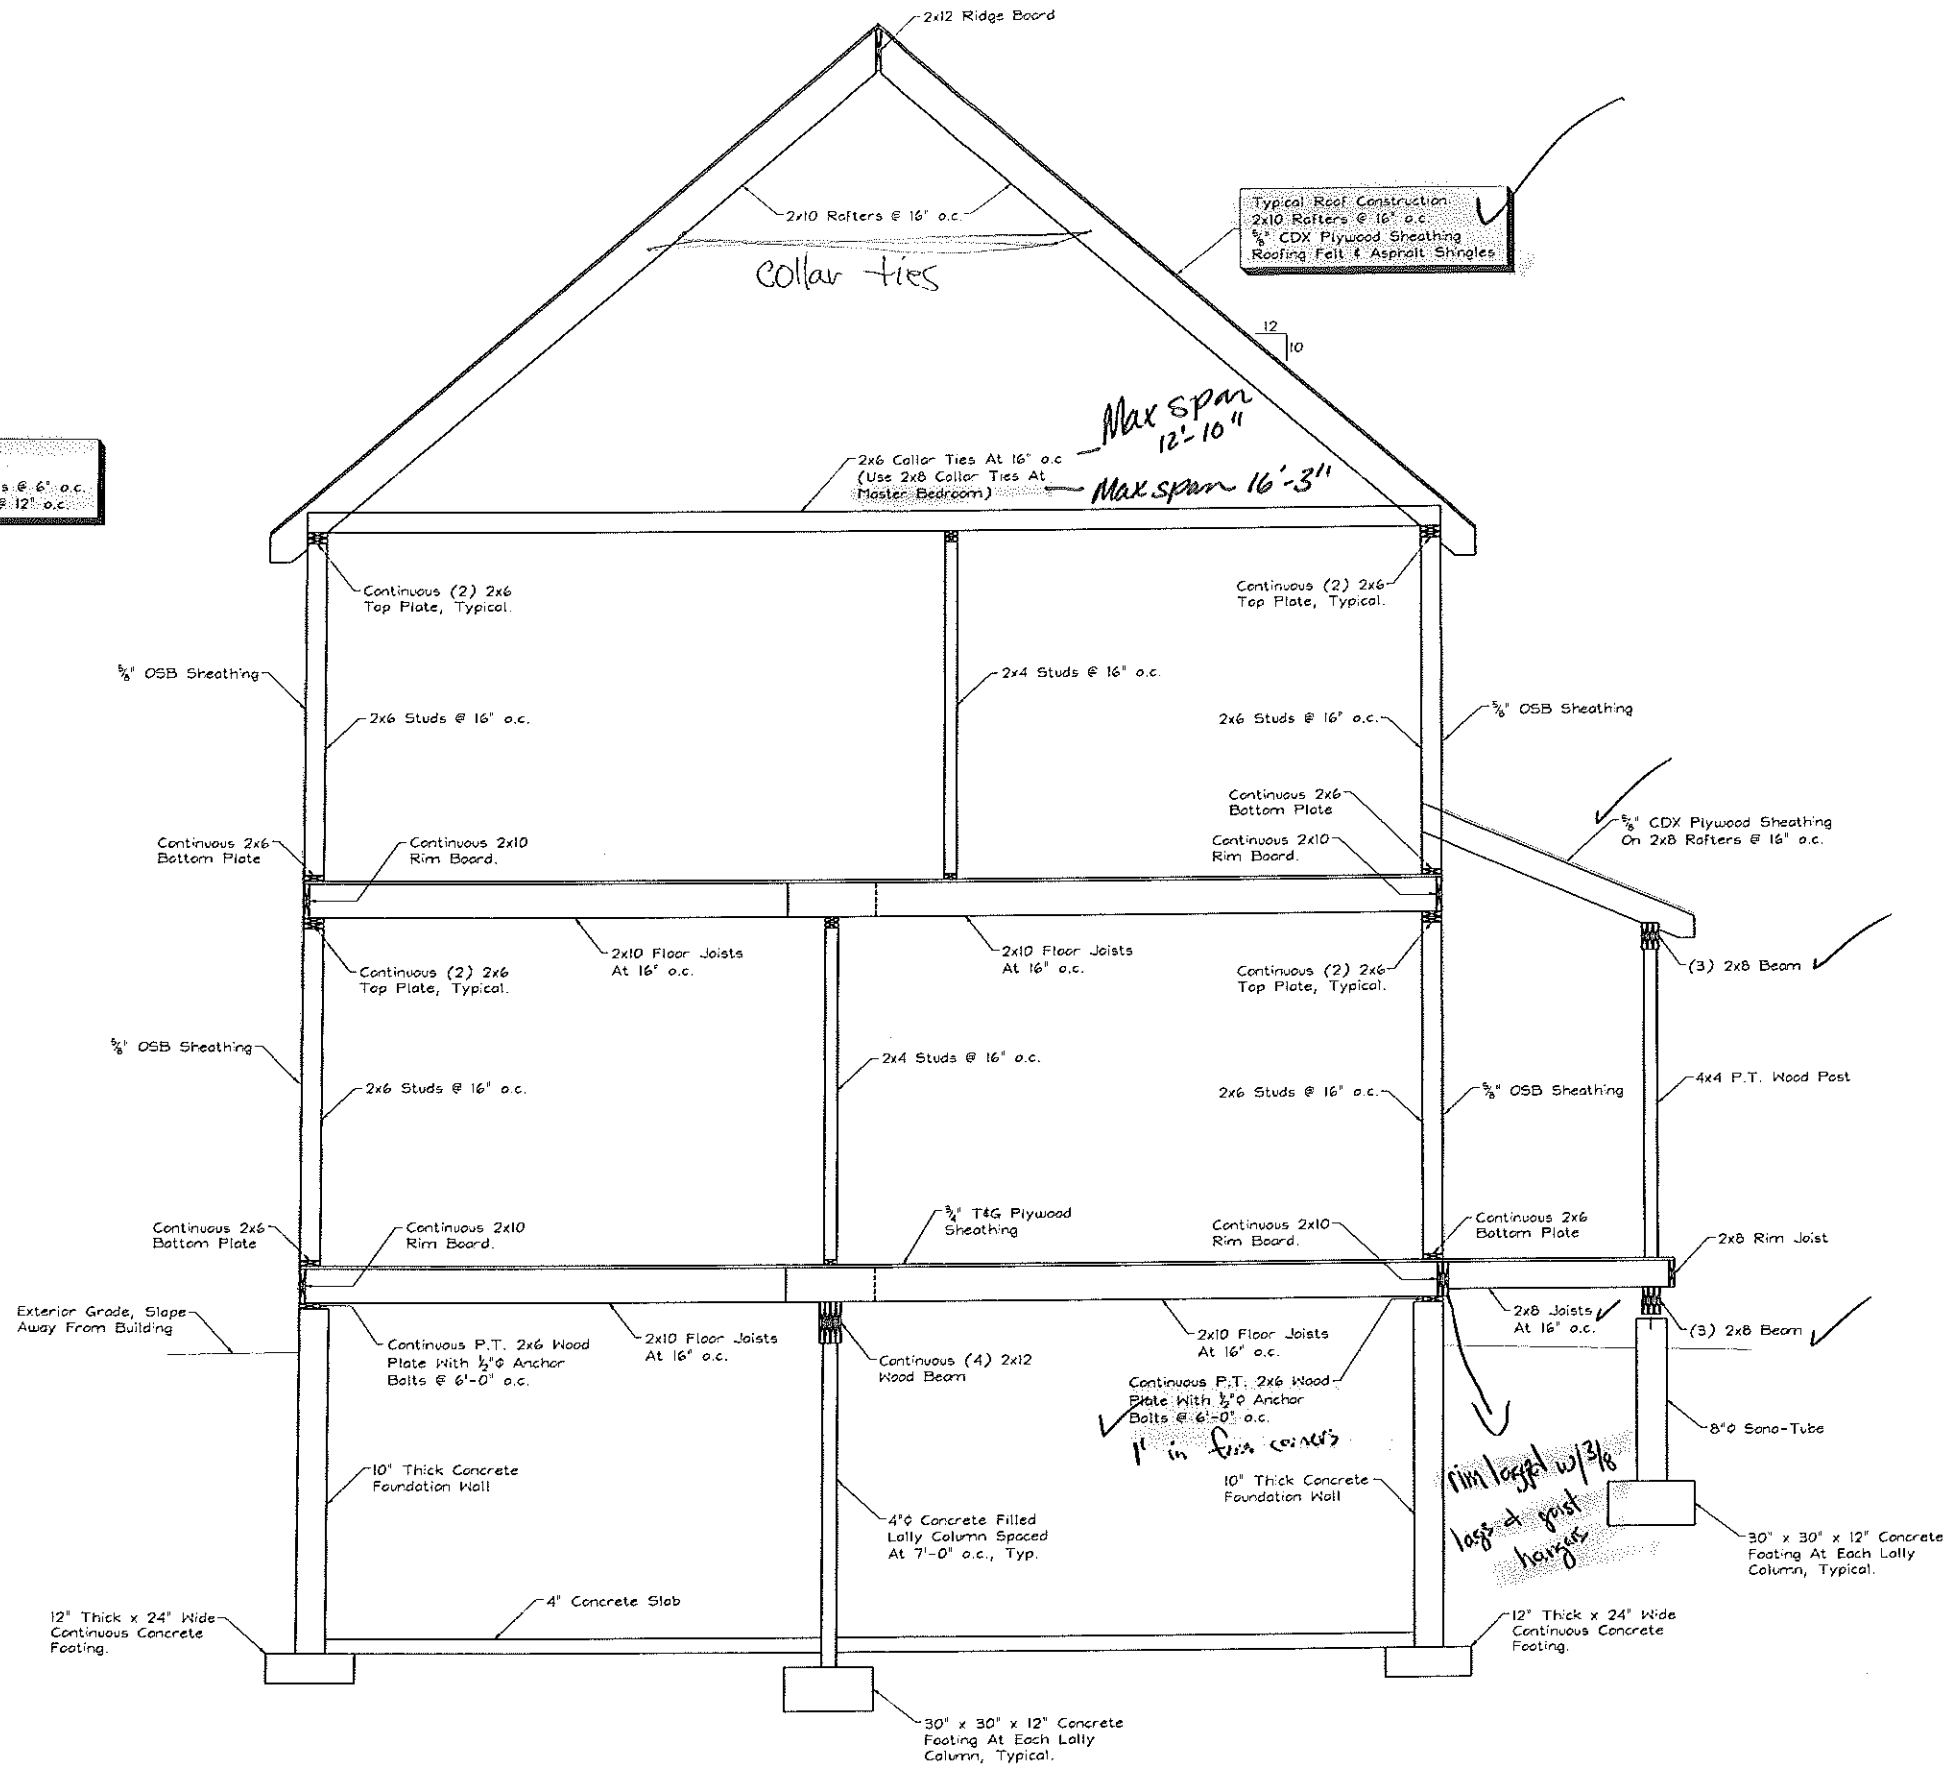 2x12 Ridge Board
2x10 Rafters @ 16" o.c.
collar ties
Typical Roof Construction
2x10 Rafters @ 16" o.c.
5/8" CDX Plywood Sheathing
Roofing Felt & Asphalt Shingles
12
10
s @ 6" o.c.
@ 12" o.c.
Max span
12'-10"
2x6 Collar Ties At 16" o.c
(Use 2x8 Collar Ties At
Master Bedroom)
Max span 16'-3"
Continuous (2) 2x6
Top Plate, Typical.
Continuous (2) 2x6
Top Plate, Typical.
5/8" OSB Sheathing
2x4 Studs @ 16" o.c.
2x6 Studs @ 16" o.c.
2x6 Studs @ 16" o.c.
5/8" OSB Sheathing
Continuous 2x6
Bottom Plate
Continuous 2x10
Rim Board.
Continuous 2x6
Bottom Plate
Continuous 2x10
Rim Board.
5/8" CDX Plywood Sheathing
On 2x8 Rafters @ 16" o.c.
2x10 Floor Joists
At 16" o.c.
2x10 Floor Joists
At 16" o.c.
Continuous (2) 2x6
Top Plate, Typical.
Continuous (2) 2x6
Top Plate, Typical.
(3) 2x8 Beam
5/8" OSB Sheathing
2x6 Studs @ 16" o.c.
2x4 Studs @ 16" o.c.
2x6 Studs @ 16" o.c.
5/8" OSB Sheathing
4x4 P.T. Wood Post
Continuous 2x6
Bottom Plate
Continuous 2x10
Rim Board.
3/4" T&G Plywood
Sheathing
Continuous 2x10
Rim Board.
Continuous 2x6
Bottom Plate
2x8 Rim Joist
Exterior Grade, Slope
Away From Building
Continuous P.T. 2x6 Wood
Plate With 1/2"φ Anchor
Bolts @ 6'-0" o.c.
2x10 Floor Joists
At 16" o.c.
Continuous (4) 2x12
Wood Beam
2x10 Floor Joists
At 16" o.c.
2x8 Joists
At 16" o.c.
(3) 2x8 Beam
Continuous P.T. 2x6 Wood
Plate With 1/2"φ Anchor
Bolts @ 6'-0" o.c.
1' in from corners
8"φ Sono-Tube
10" Thick Concrete
Foundation Wall
10" Thick Concrete
Foundation Wall
rim lagged w/ 3/8
lags & joist
hangers
4"φ Concrete Filled
Lally Column Spaced
At 7'-0" o.c., Typ.
30" x 30" x 12" Concrete
Footing At Each Lally
Column, Typical.
4" Concrete Slab
12" Thick x 24" Wide
Continuous Concrete
Footing.
12" Thick x 24" Wide
Continuous Concrete
Footing.
30" x 30" x 12" Concrete
Footing At Each Lally
Column, Typical.